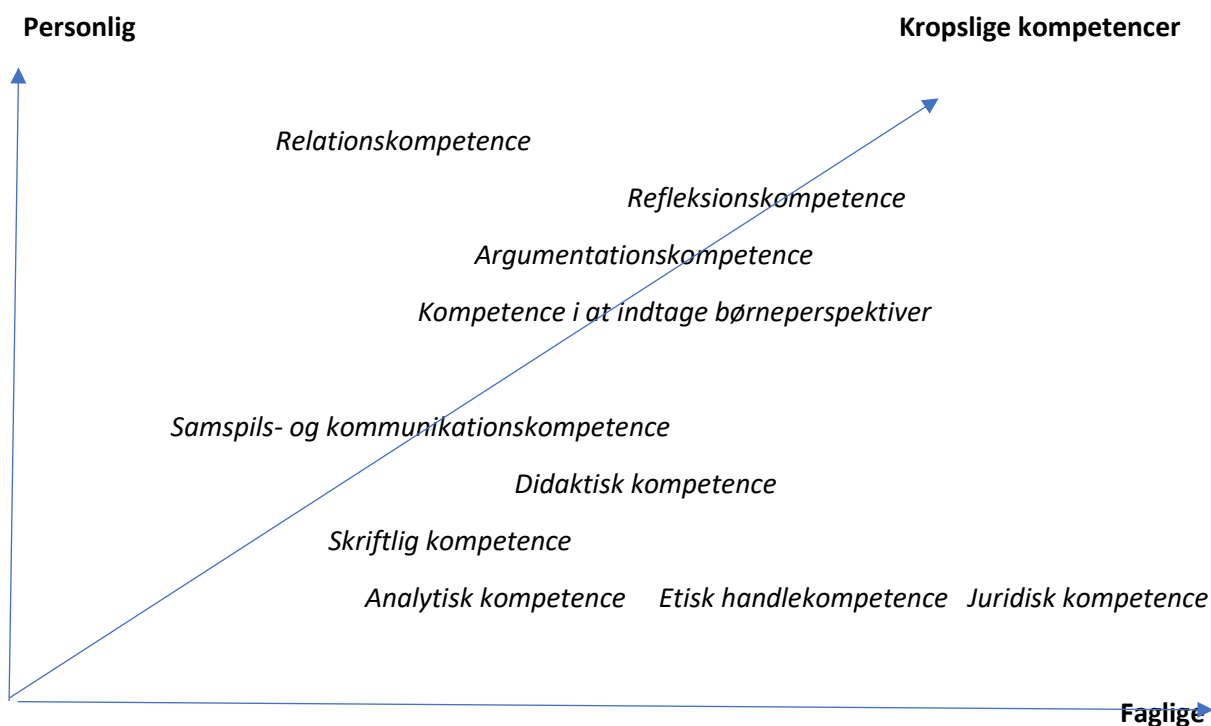 Personlig
Kropslige kompetencer
Relationskompetence
Refleksionskompetence
Argumentationskompetence
Kompetence i at indtage børneperspektiver
Samspils- og kommunikationskompetence
Didaktisk kompetence
Skriftlig kompetence
Analytisk kompetence Etisk handlekompetence Juridisk kompetence
Faglige